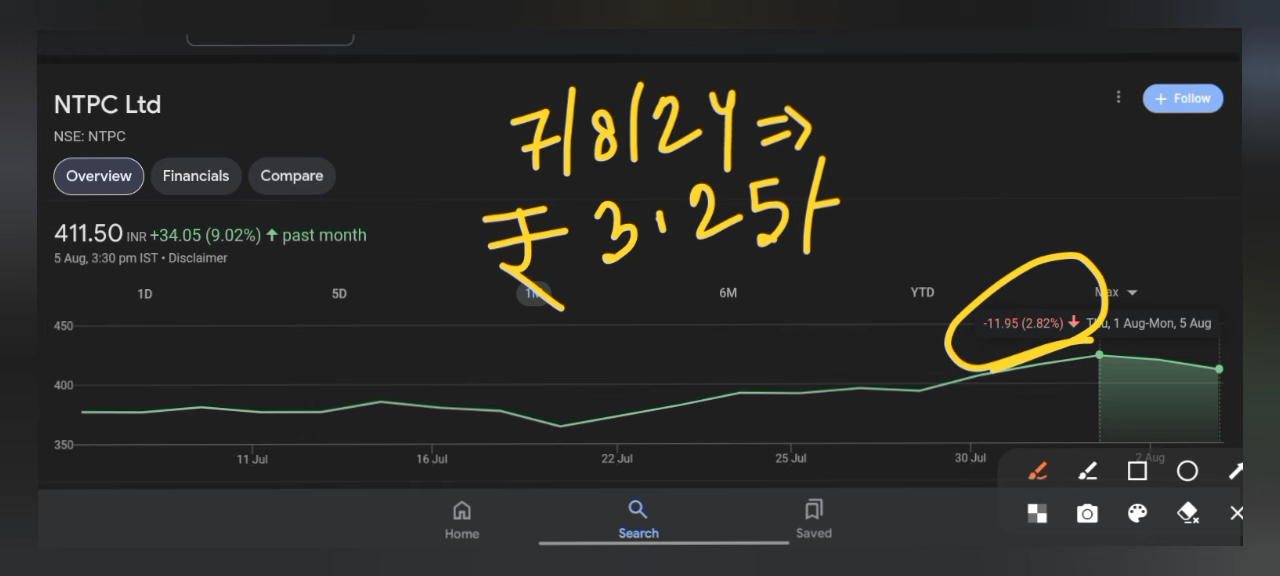 NTPC Ltd
NSE: NTPC
+ Follow
7/8/24 ⇒
₹ 3.25/-
Overview Financials Compare
411.50 INR +34.05 (9.02%) ↑ past month
5 Aug, 3:30 pm IST • Disclaimer
1D 5D 1M 6M YTD Max
-11.95 (2.82%) ↓ Thu, 1 Aug-Mon, 5 Aug
450
400
350
11 Jul 16 Jul 22 Jul 25 Jul 30 Jul 2 Aug
Home Search Saved